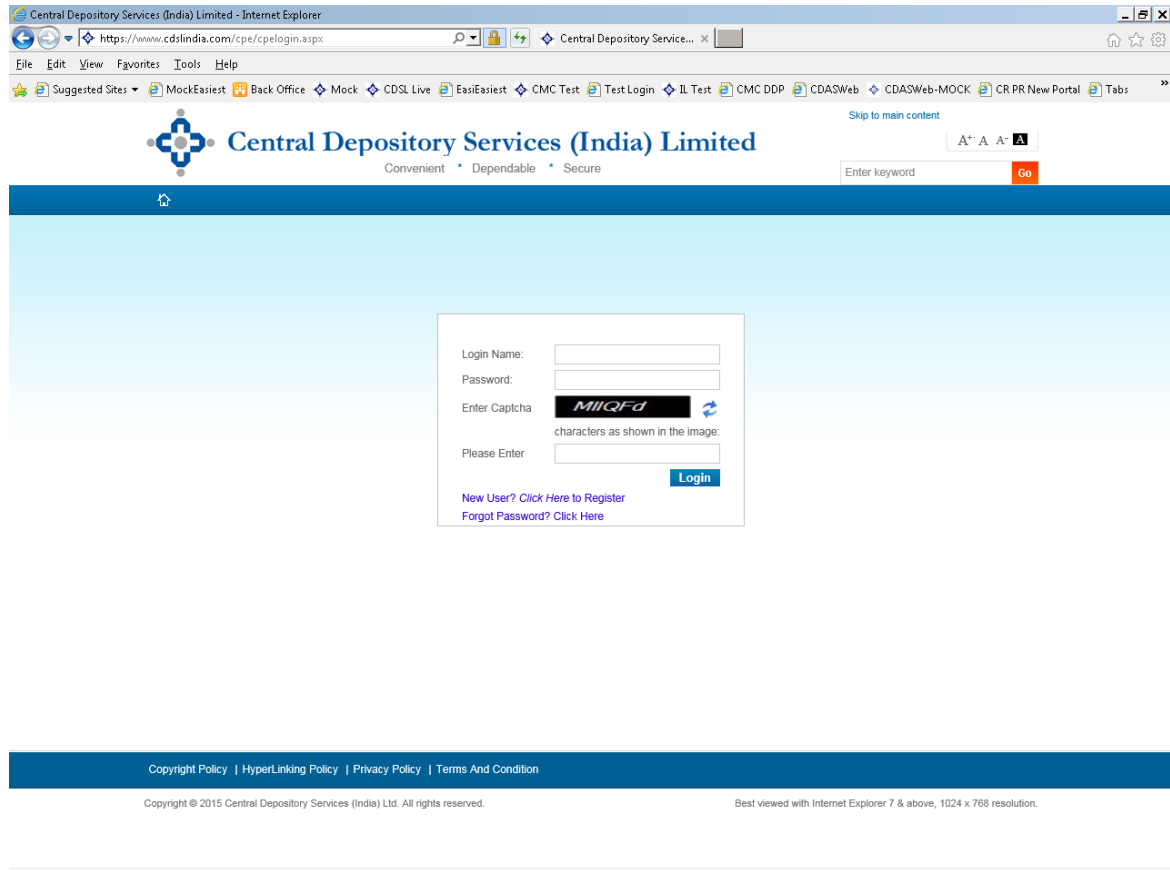 Central Depository Services (India) Limited - Internet Explorer
https://www.cdslindia.com/cpe/cpelogin.aspx Central Depository Service...
File Edit View Favorites Tools Help
Suggested Sites MockEasiest Back Office Mock CDSL Live EasiEasiest CMC Test Test Login IL Test CMC DDP CDASWeb CDASWeb-MOCK CR PR New Portal Tabs »
Skip to main content
Central Depository Services (India) Limited
A+ A A- A
Convenient * Dependable * Secure
Enter keyword Go
Login Name:
Password:
Enter Captcha MIIQFd
characters as shown in the image:
Please Enter
Login
New User? Click Here to Register
Forgot Password? Click Here
Copyright Policy | HyperLinking Policy | Privacy Policy | Terms And Condition
Copyright © 2015 Central Depository Services (India) Ltd. All rights reserved. Best viewed with Internet Explorer 7 & above, 1024 x 768 resolution.